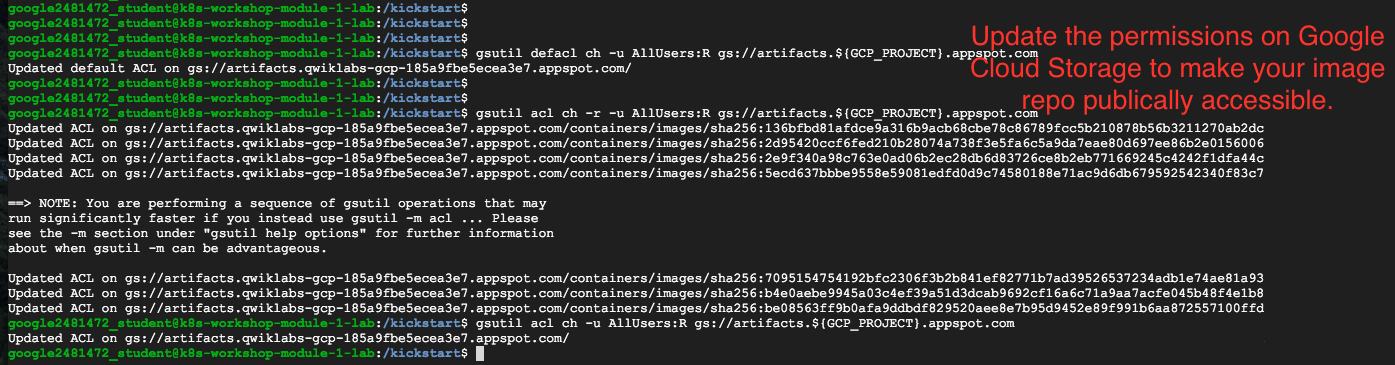 google2481472_student@k8s-workshop-module-1-lab:/kickstart$
google2481472_student@k8s-workshop-module-1-lab:/kickstart$
google2481472_student@k8s-workshop-module-1-lab:/kickstart$
google2481472_student@k8s-workshop-module-1-lab:/kickstart$ gsutil defacl ch -u AllUsers:R gs://artifacts.${GCP_PROJECT}.appspot.com
Updated default ACL on gs://artifacts.qwiklabs-gcp-185a9fbe5ecea3e7.appspot.com/
google2481472_student@k8s-workshop-module-1-lab:/kickstart$
google2481472_student@k8s-workshop-module-1-lab:/kickstart$
google2481472_student@k8s-workshop-module-1-lab:/kickstart$ gsutil acl ch -r -u AllUsers:R gs://artifacts.${GCP_PROJECT}.appspot.com
Updated ACL on gs://artifacts.qwiklabs-gcp-185a9fbe5ecea3e7.appspot.com/containers/images/sha256:136bfbd81afdce9a316b9acb68cbe78c86789fcc5b210878b56b3211270ab2dc
Updated ACL on gs://artifacts.qwiklabs-gcp-185a9fbe5ecea3e7.appspot.com/containers/images/sha256:2d95420ccf6fed210b28074a738f3e5fa6c5a9da7eae80d697ee86b2e0156006
Updated ACL on gs://artifacts.qwiklabs-gcp-185a9fbe5ecea3e7.appspot.com/containers/images/sha256:2e9f340a98c763e0ad06b2ec28db6d83726ce8b2eb771669245c4242f1dfa44c
Updated ACL on gs://artifacts.qwiklabs-gcp-185a9fbe5ecea3e7.appspot.com/containers/images/sha256:5ecd637bbbe9558e59081edfd0d9c74580188e71ac9d6db679592542340f83c7
==> NOTE: You are performing a sequence of gsutil operations that may
run significantly faster if you instead use gsutil -m acl ... Please
see the -m section under "gsutil help options" for further information
about when gsutil -m can be advantageous.
Updated ACL on gs://artifacts.qwiklabs-gcp-185a9fbe5ecea3e7.appspot.com/containers/images/sha256:7095154754192bfc2306f3b2b841ef82771b7ad39526537234adb1e74ae81a93
Updated ACL on gs://artifacts.qwiklabs-gcp-185a9fbe5ecea3e7.appspot.com/containers/images/sha256:b4e0aebe9945a03c4ef39a51d3dcab9692cf16a6c71a9aa7acfe045b48f4e1b8
Updated ACL on gs://artifacts.qwiklabs-gcp-185a9fbe5ecea3e7.appspot.com/containers/images/sha256:be08563ff9b0afa9ddbdf829520aee8e7b95d9452e89f991b6aa872557100ffd
google2481472_student@k8s-workshop-module-1-lab:/kickstart$ gsutil acl ch -u AllUsers:R gs://artifacts.${GCP_PROJECT}.appspot.com
Updated ACL on gs://artifacts.qwiklabs-gcp-185a9fbe5ecea3e7.appspot.com/
google2481472_student@k8s-workshop-module-1-lab:/kickstart$
Update the permissions on Google
Cloud Storage to make your image
repo publically accessible.